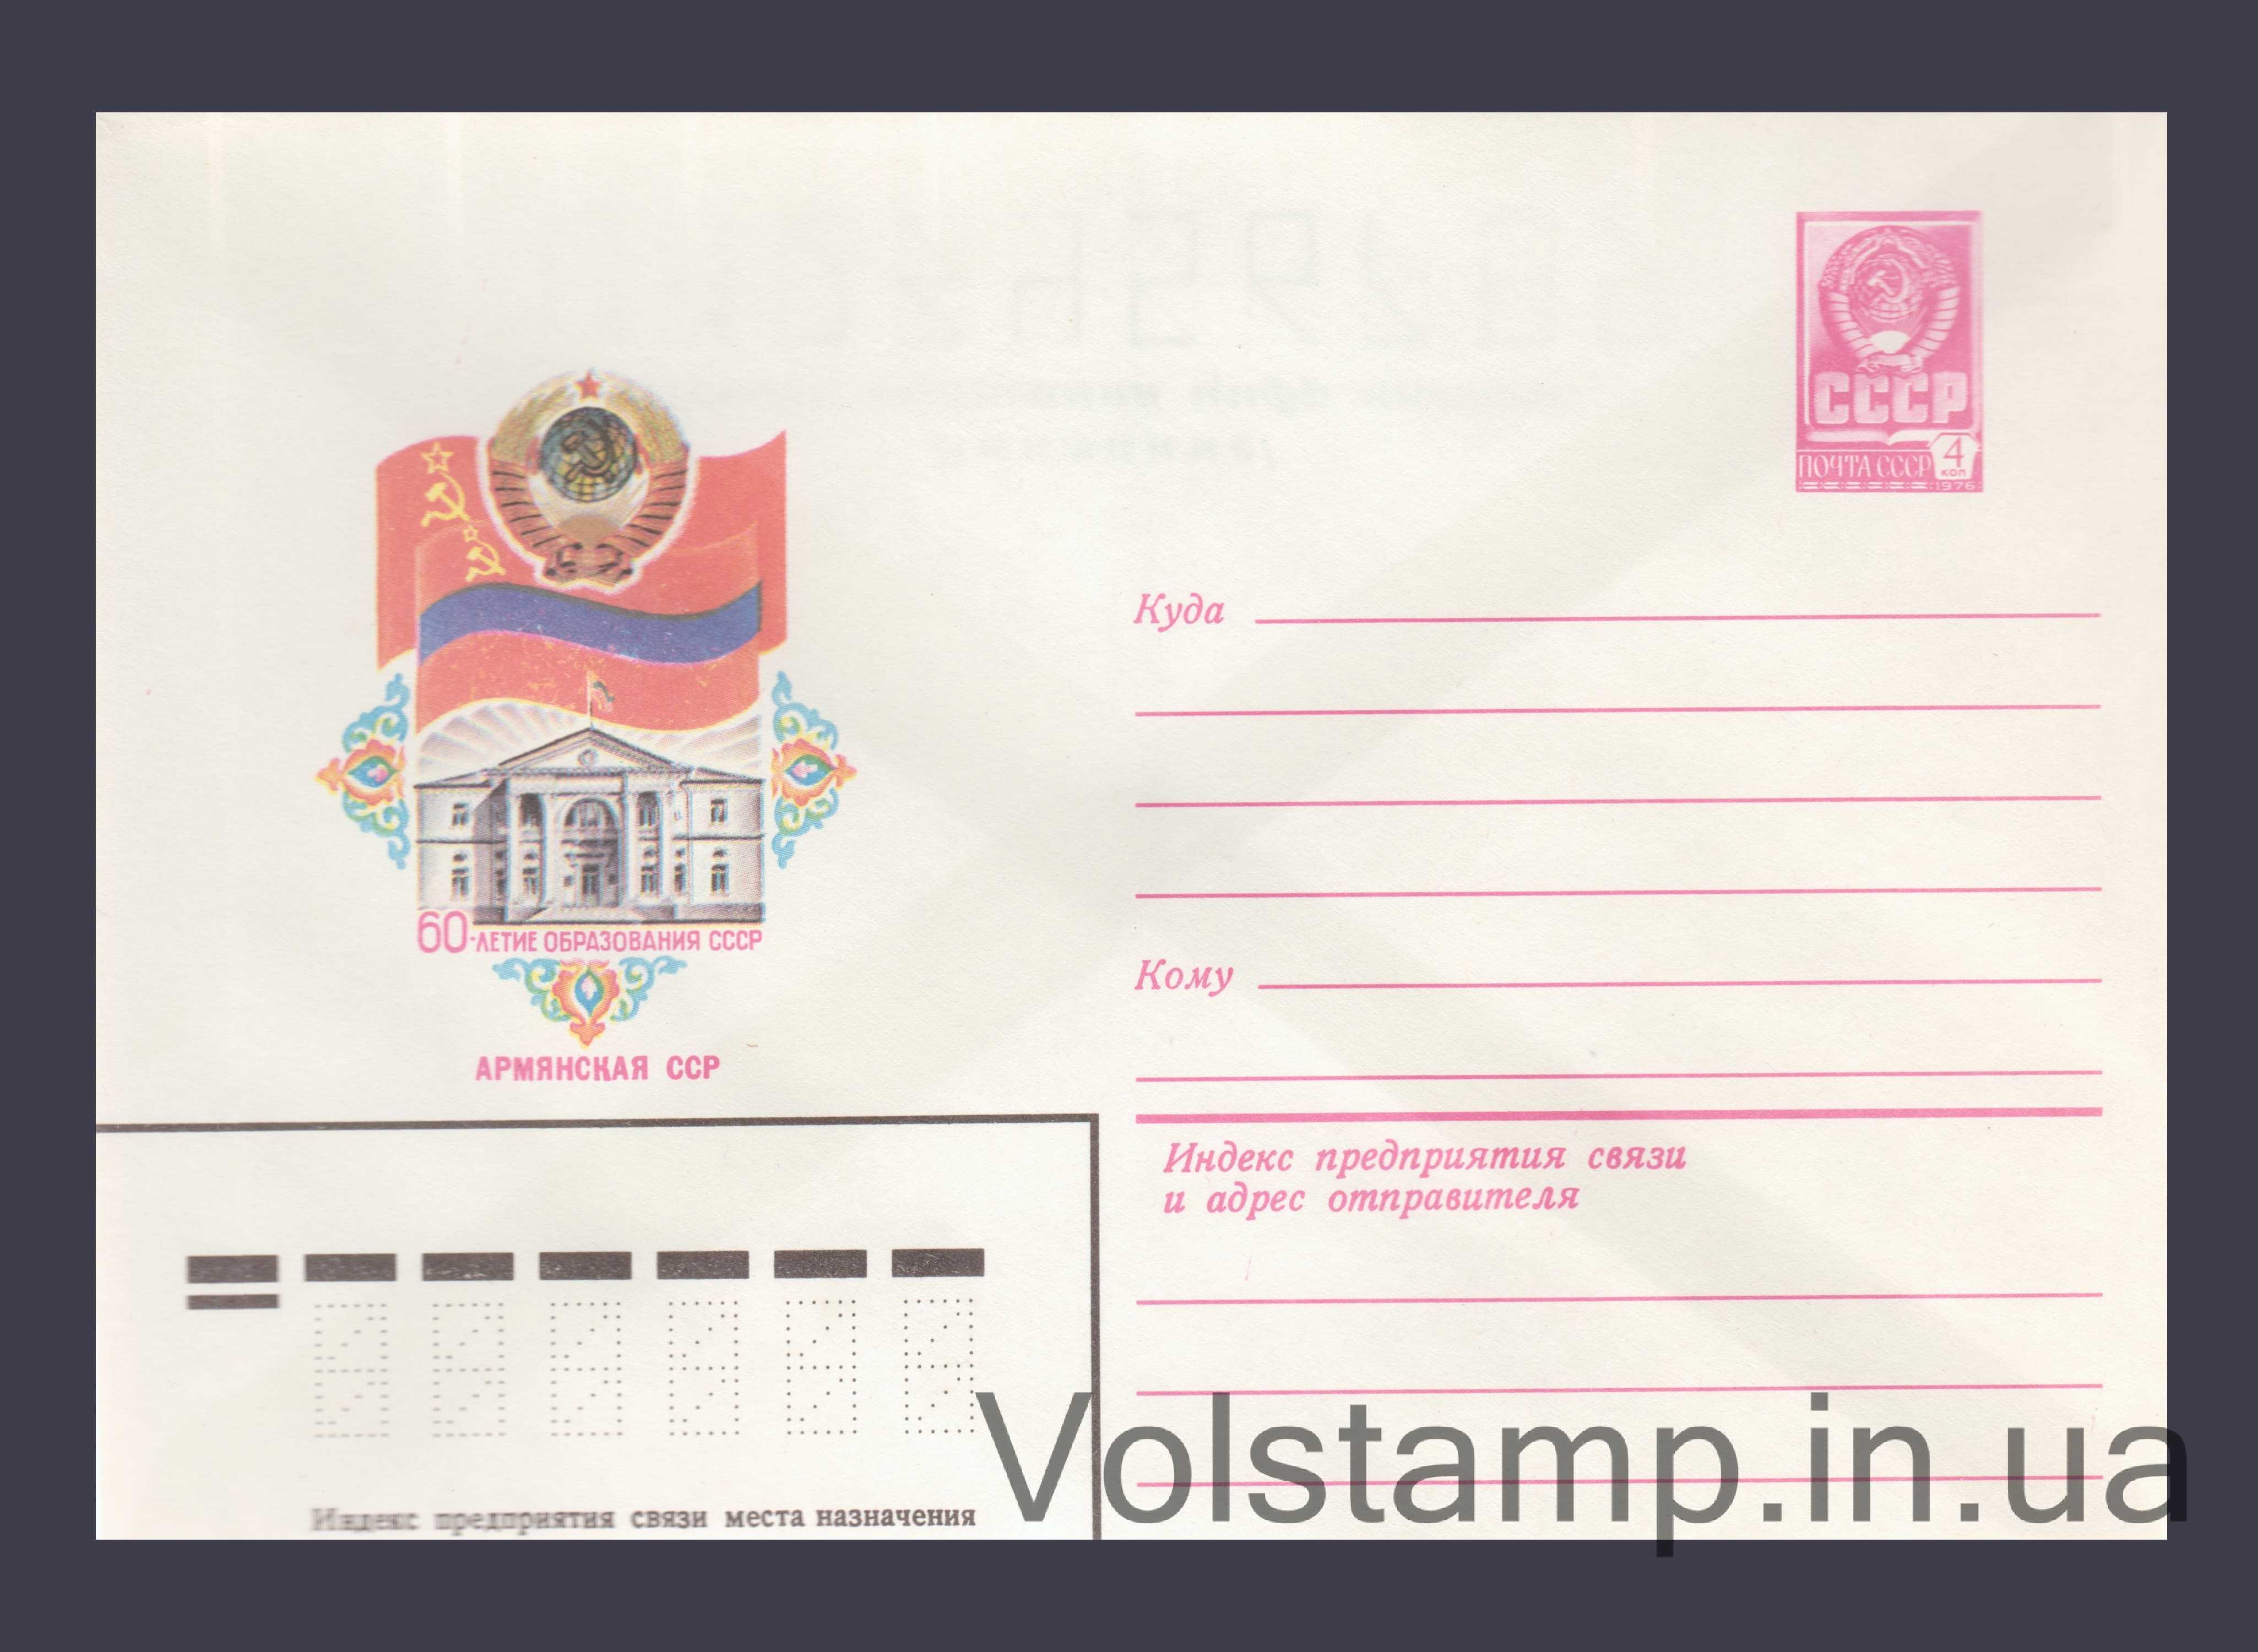 СССР
ПОЧТА СССР 4 коп
1976
Куда
60-ЛЕТИЕ ОБРАЗОВАНИЯ СССР
Кому
АРМЯНСКАЯ ССР
Индекс предприятия связи
и адрес отправителя
Индекс предприятия связи места назначения
Volstamp.in.ua